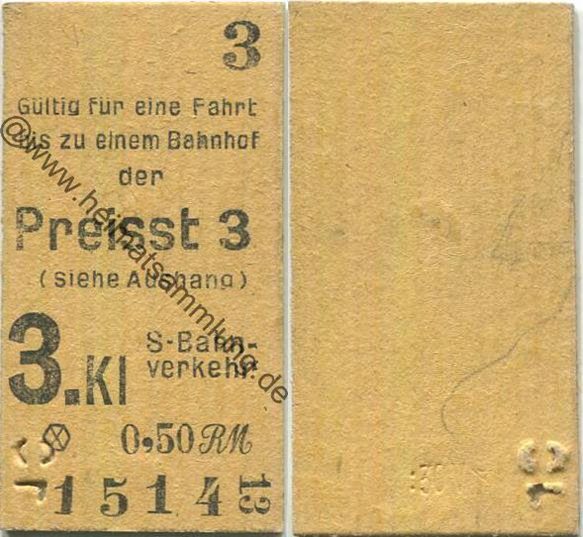 3
Gültig für eine Fahrt
bis zu einem Bahnhof
der
Preisst 3
(siehe Aushang)
3.Kl
S-Bahn-
verkehr
0,50 RM
15144
13
@www.heimatsammlung.de